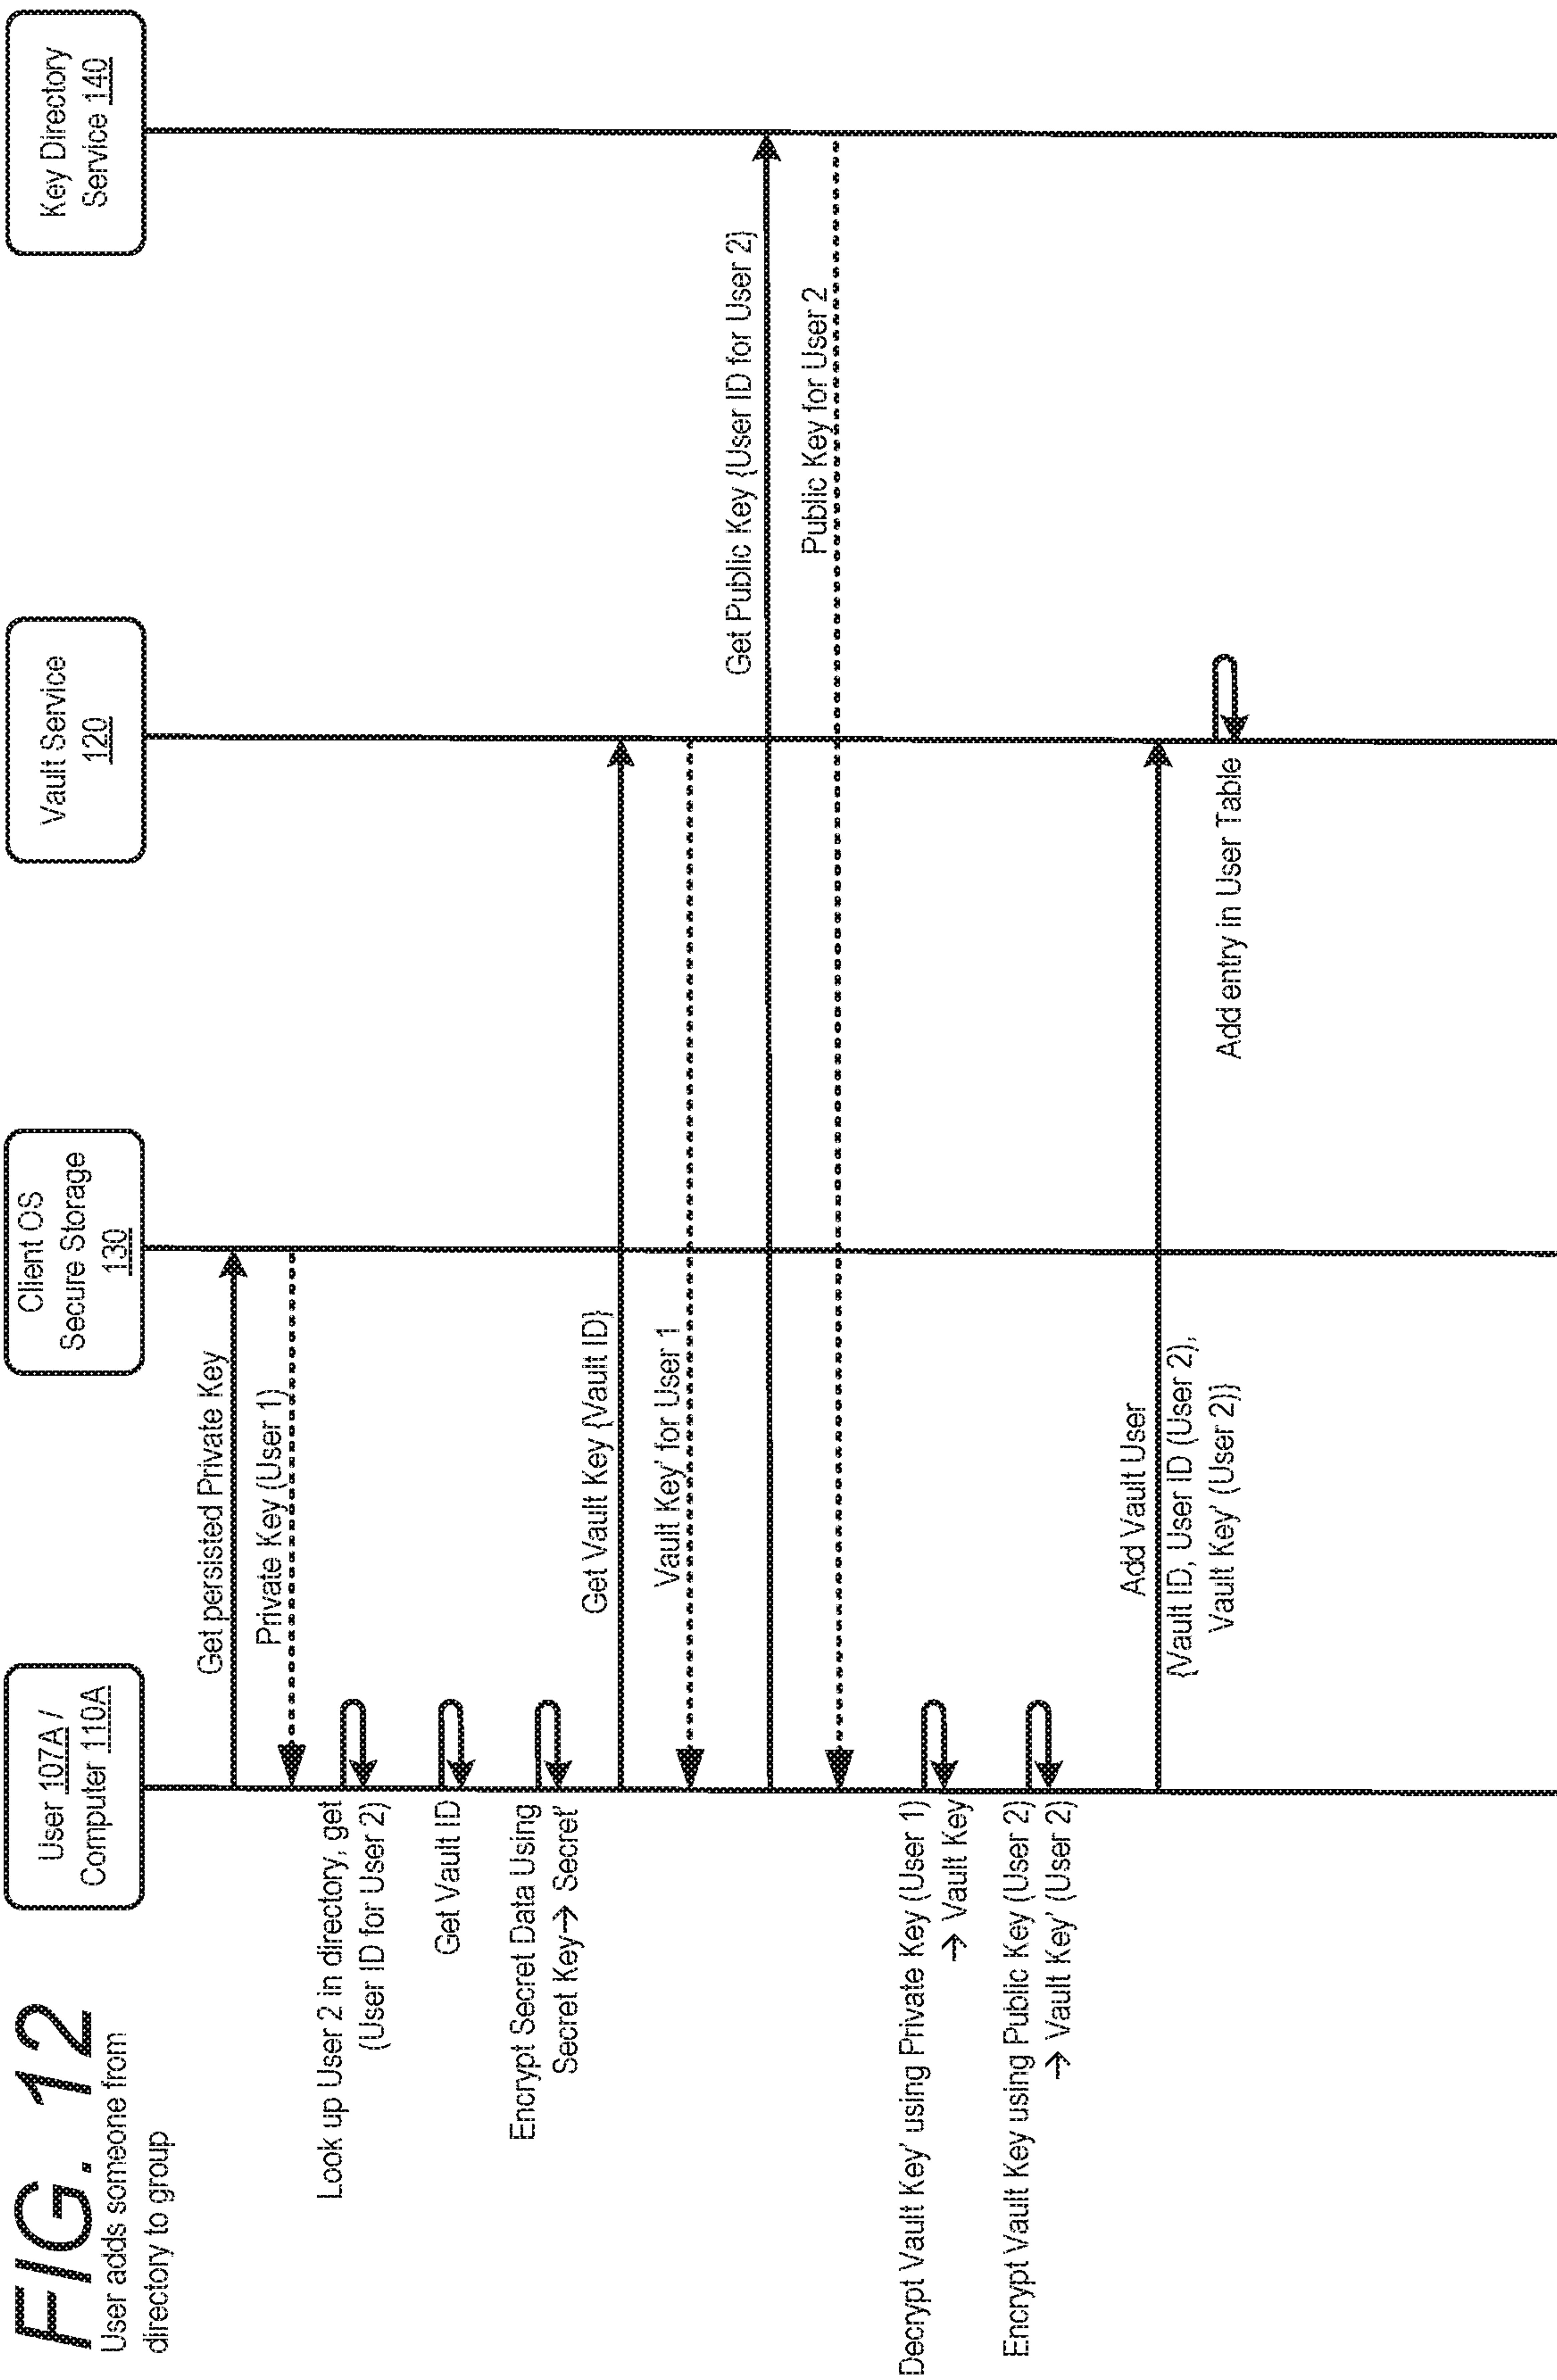 FIG. 12
User adds someone from
directory to group
User 107A /
Computer 110A
Client OS
Secure Storage
130
Vault Service
120
Key Directory
Service 140
Get persisted Private Key
Private Key (User 1)
Look up User 2 in directory, get
(User ID for User 2)
Get Vault ID
Encrypt Secret Data Using
Secret Key→ Secret'
Get Vault Key {Vault ID}
Vault Key' for User 1
Get Public Key {User ID for User 2}
Public Key for User 2
Decrypt Vault Key' using Private Key (User 1)
→ Vault Key
Encrypt Vault Key using Public Key (User 2)
→ Vault Key' (User 2)
Add Vault User
{Vault ID, User ID (User 2),
Vault Key' (User 2)}
Add entry in User Table